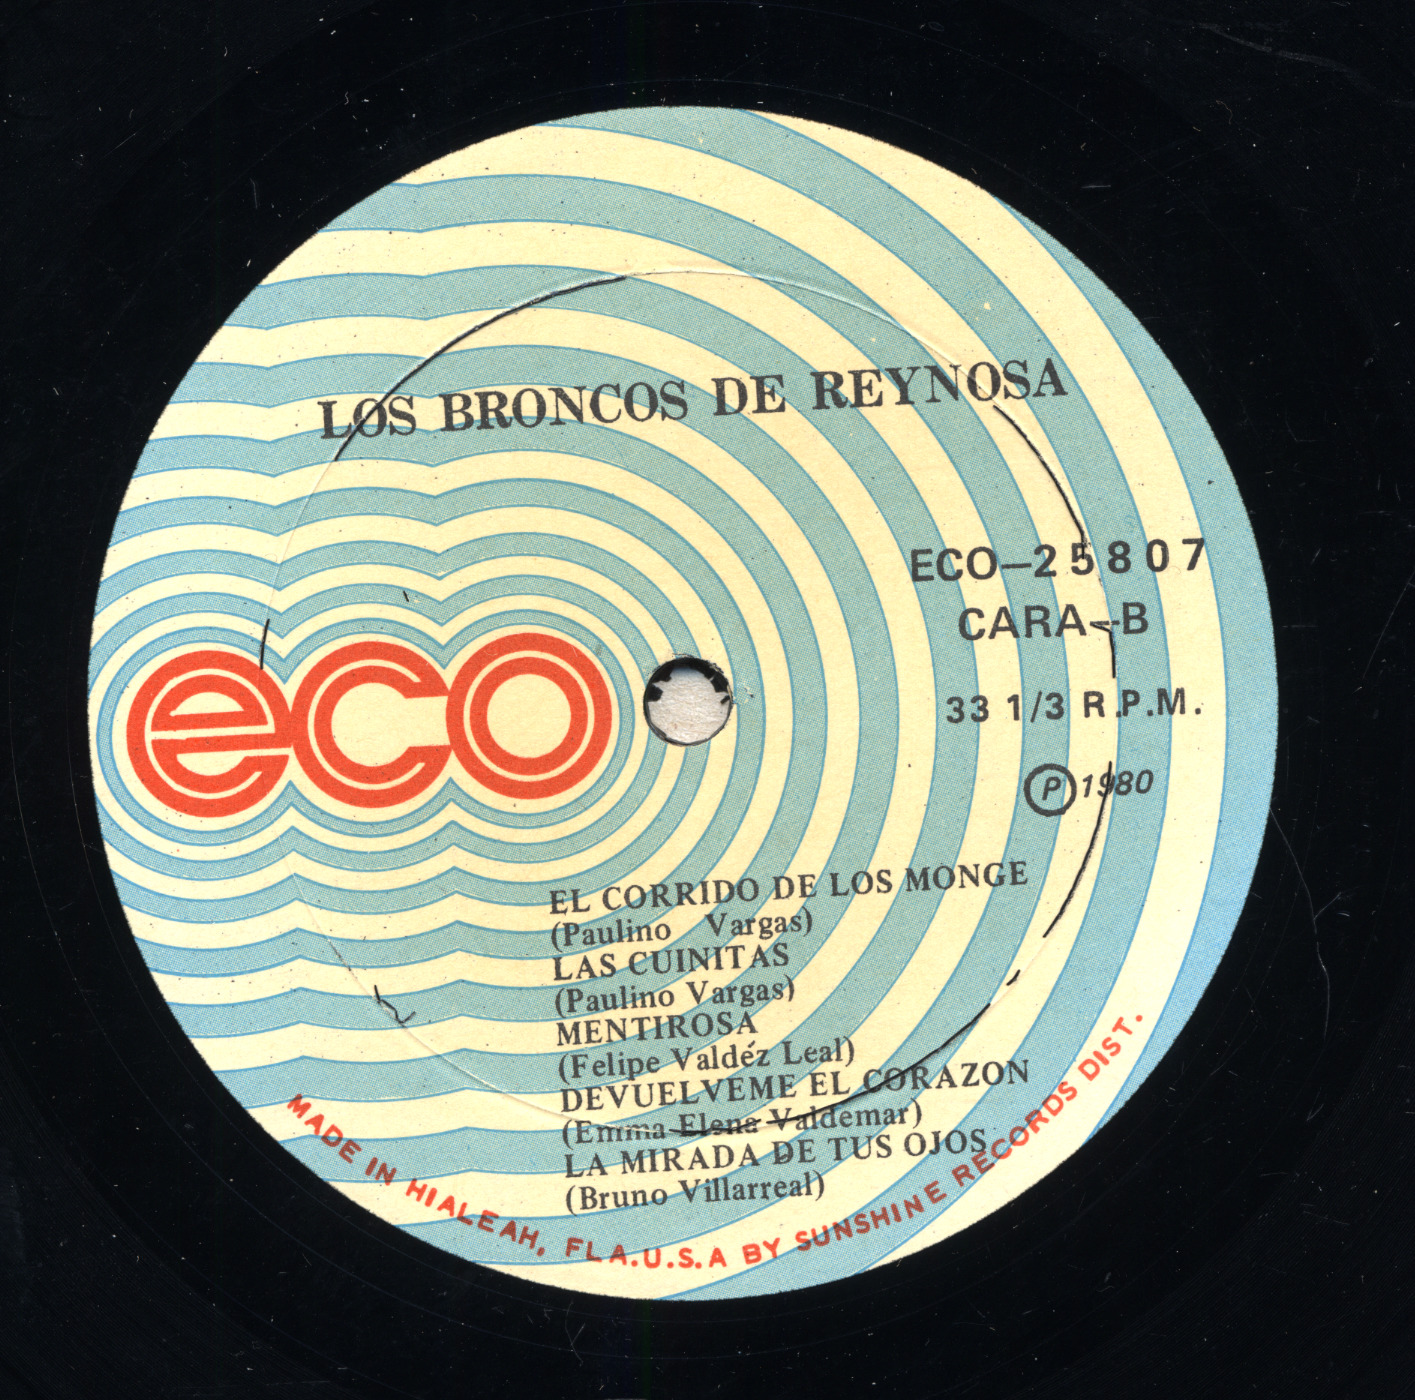 LOS BRONCOS DE REYNOSA
ECO-25807
CARA-B
33 1/3 R.P.M.
Ⓟ 1980
eco
EL CORRIDO DE LOS MONGE
(Paulino Vargas)
LAS CUINITAS
(Paulino Vargas)
MENTIROSA
(Felipe Valdéz Leal)
DEVUELVEME EL CORAZON
(Emma Elena Valdemar)
LA MIRADA DE TUS OJOS
(Bruno Villarreal)
MADE IN HIALEAH, FLA.U.S.A BY SUNSHINE RECORDS DIST.